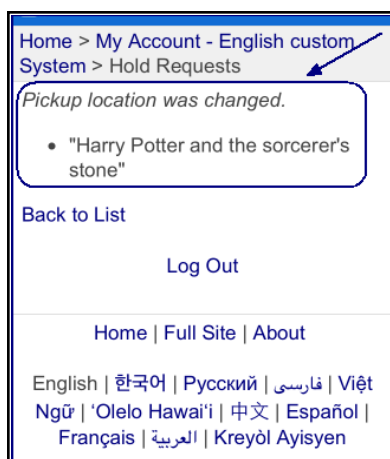 Home > My Account - English custom
System > Hold Requests
Pickup location was changed.
• "Harry Potter and the sorcerer's
stone"
Back to List
Log Out
Home | Full Site | About
English | 한국어 | Русский | فارسی | Việt
Ngữ | ‘Olelo Hawai‘i | 中文 | Español |
Français | العربية | Kreyòl Ayisyen